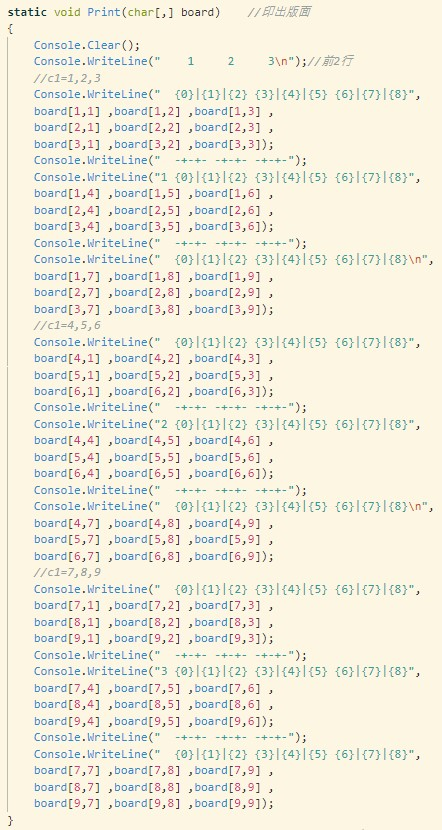 static void Print(char[,] board)    //印出版面
{
    Console.Clear();
    Console.WriteLine("    1     2     3\n");//前2行
    //c1=1,2,3
    Console.WriteLine("  {0}|{1}|{2} {3}|{4}|{5} {6}|{7}|{8}",
    board[1,1] ,board[1,2] ,board[1,3] ,
    board[2,1] ,board[2,2] ,board[2,3] ,
    board[3,1] ,board[3,2] ,board[3,3]);
    Console.WriteLine("  -+-+- -+-+- -+-+-");
    Console.WriteLine("1 {0}|{1}|{2} {3}|{4}|{5} {6}|{7}|{8}",
    board[1,4] ,board[1,5] ,board[1,6] ,
    board[2,4] ,board[2,5] ,board[2,6] ,
    board[3,4] ,board[3,5] ,board[3,6]);
    Console.WriteLine("  -+-+- -+-+- -+-+-");
    Console.WriteLine("  {0}|{1}|{2} {3}|{4}|{5} {6}|{7}|{8}\n",
    board[1,7] ,board[1,8] ,board[1,9] ,
    board[2,7] ,board[2,8] ,board[2,9] ,
    board[3,7] ,board[3,8] ,board[3,9]);
    //c1=4,5,6
    Console.WriteLine("  {0}|{1}|{2} {3}|{4}|{5} {6}|{7}|{8}",
    board[4,1] ,board[4,2] ,board[4,3] ,
    board[5,1] ,board[5,2] ,board[5,3] ,
    board[6,1] ,board[6,2] ,board[6,3]);
    Console.WriteLine("  -+-+- -+-+- -+-+-");
    Console.WriteLine("2 {0}|{1}|{2} {3}|{4}|{5} {6}|{7}|{8}",
    board[4,4] ,board[4,5] ,board[4,6] ,
    board[5,4] ,board[5,5] ,board[5,6] ,
    board[6,4] ,board[6,5] ,board[6,6]);
    Console.WriteLine("  -+-+- -+-+- -+-+-");
    Console.WriteLine("  {0}|{1}|{2} {3}|{4}|{5} {6}|{7}|{8}\n",
    board[4,7] ,board[4,8] ,board[4,9] ,
    board[5,7] ,board[5,8] ,board[5,9] ,
    board[6,7] ,board[6,8] ,board[6,9]);
    //c1=7,8,9
    Console.WriteLine("  {0}|{1}|{2} {3}|{4}|{5} {6}|{7}|{8}",
    board[7,1] ,board[7,2] ,board[7,3] ,
    board[8,1] ,board[8,2] ,board[8,3] ,
    board[9,1] ,board[9,2] ,board[9,3]);
    Console.WriteLine("  -+-+- -+-+- -+-+-");
    Console.WriteLine("3 {0}|{1}|{2} {3}|{4}|{5} {6}|{7}|{8}",
    board[7,4] ,board[7,5] ,board[7,6] ,
    board[8,4] ,board[8,5] ,board[8,6] ,
    board[9,4] ,board[9,5] ,board[9,6]);
    Console.WriteLine("  -+-+- -+-+- -+-+-");
    Console.WriteLine("  {0}|{1}|{2} {3}|{4}|{5} {6}|{7}|{8}",
    board[7,7] ,board[7,8] ,board[7,9] ,
    board[8,7] ,board[8,8] ,board[8,9] ,
    board[9,7] ,board[9,8] ,board[9,9]);
}